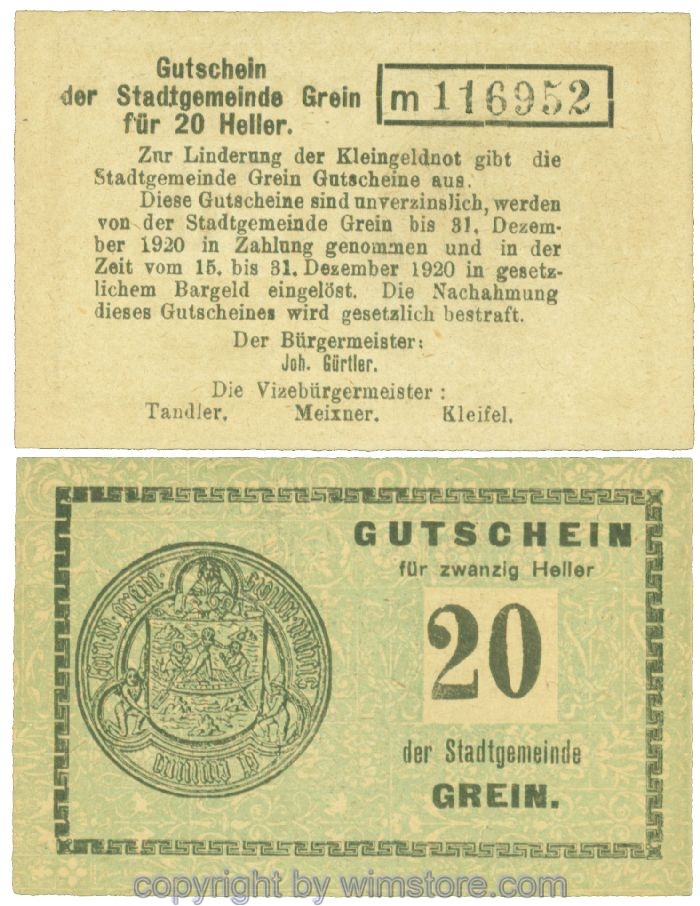 Gutschein
der Stadtgemeinde Grein
für 20 Heller.
m 116952
Zur Linderung der Kleingeldnot gibt die
Stadtgemeinde Grein Gutscheine aus.
Diese Gutscheine sind unverzinslich, werden
von der Stadtgemeinde Grein bis 31. Dezem-
ber 1920 in Zahlung genommen und in der
Zeit vom 15. bis 31. Dezember 1920 in gesetz-
lichem Bargeld eingelöst. Die Nachahmung
dieses Gutscheines wird gesetzlich bestraft.
Der Bürgermeister:
Joh. Gürtler.
Die Vizebürgermeister:
Tandler. Meixner. Kleifel.
GUTSCHEIN
für zwanzig Heller
20
der Stadtgemeinde
GREIN.
copyright by wimstore.com